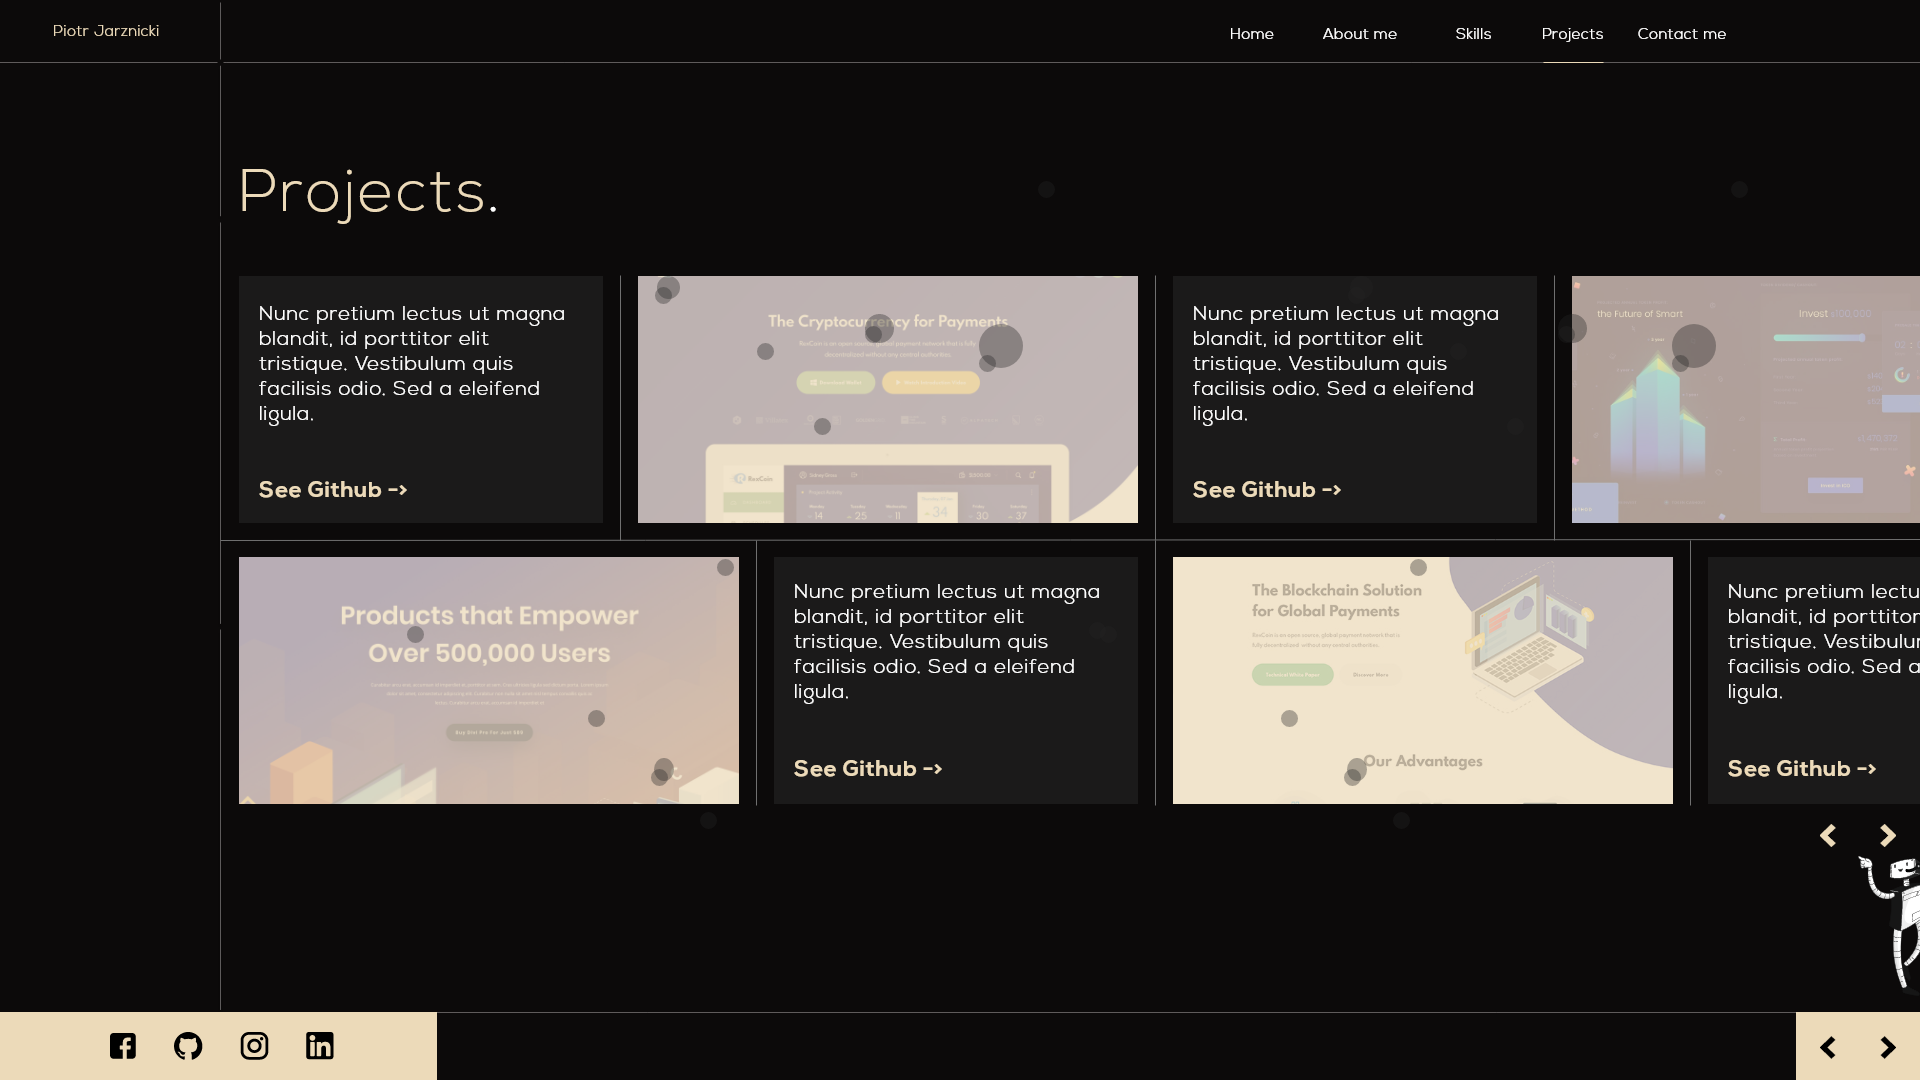 Piotr Jarznicki
Home
About me
Skills
Projects
Contact me
Projects.
Nunc pretium lectus ut magna
blandit, id porttitor elit
tristique. Vestibulum quis
facilisis odio. Sed a eleifend
ligula.
See Github ->
The Cryptocurrency for Payments
Nunc pretium lectus ut magna
blandit, id porttitor elit
tristique. Vestibulum quis
facilisis odio. Sed a eleifend
ligula.
See Github ->
the Future of Smart
Invest $100 000
Products that Empower
Over 500,000 Users
Nunc pretium lectus ut magna
blandit, id porttitor elit
tristique. Vestibulum quis
facilisis odio. Sed a eleifend
ligula.
See Github ->
The Blockchain Solution
for Global Payments
Discover More
Our Advantages
Nunc pretium lectu
blandit, id porttitor
tristique. Vestibulur
facilisis odio. Sed a
ligula.
See Github ->